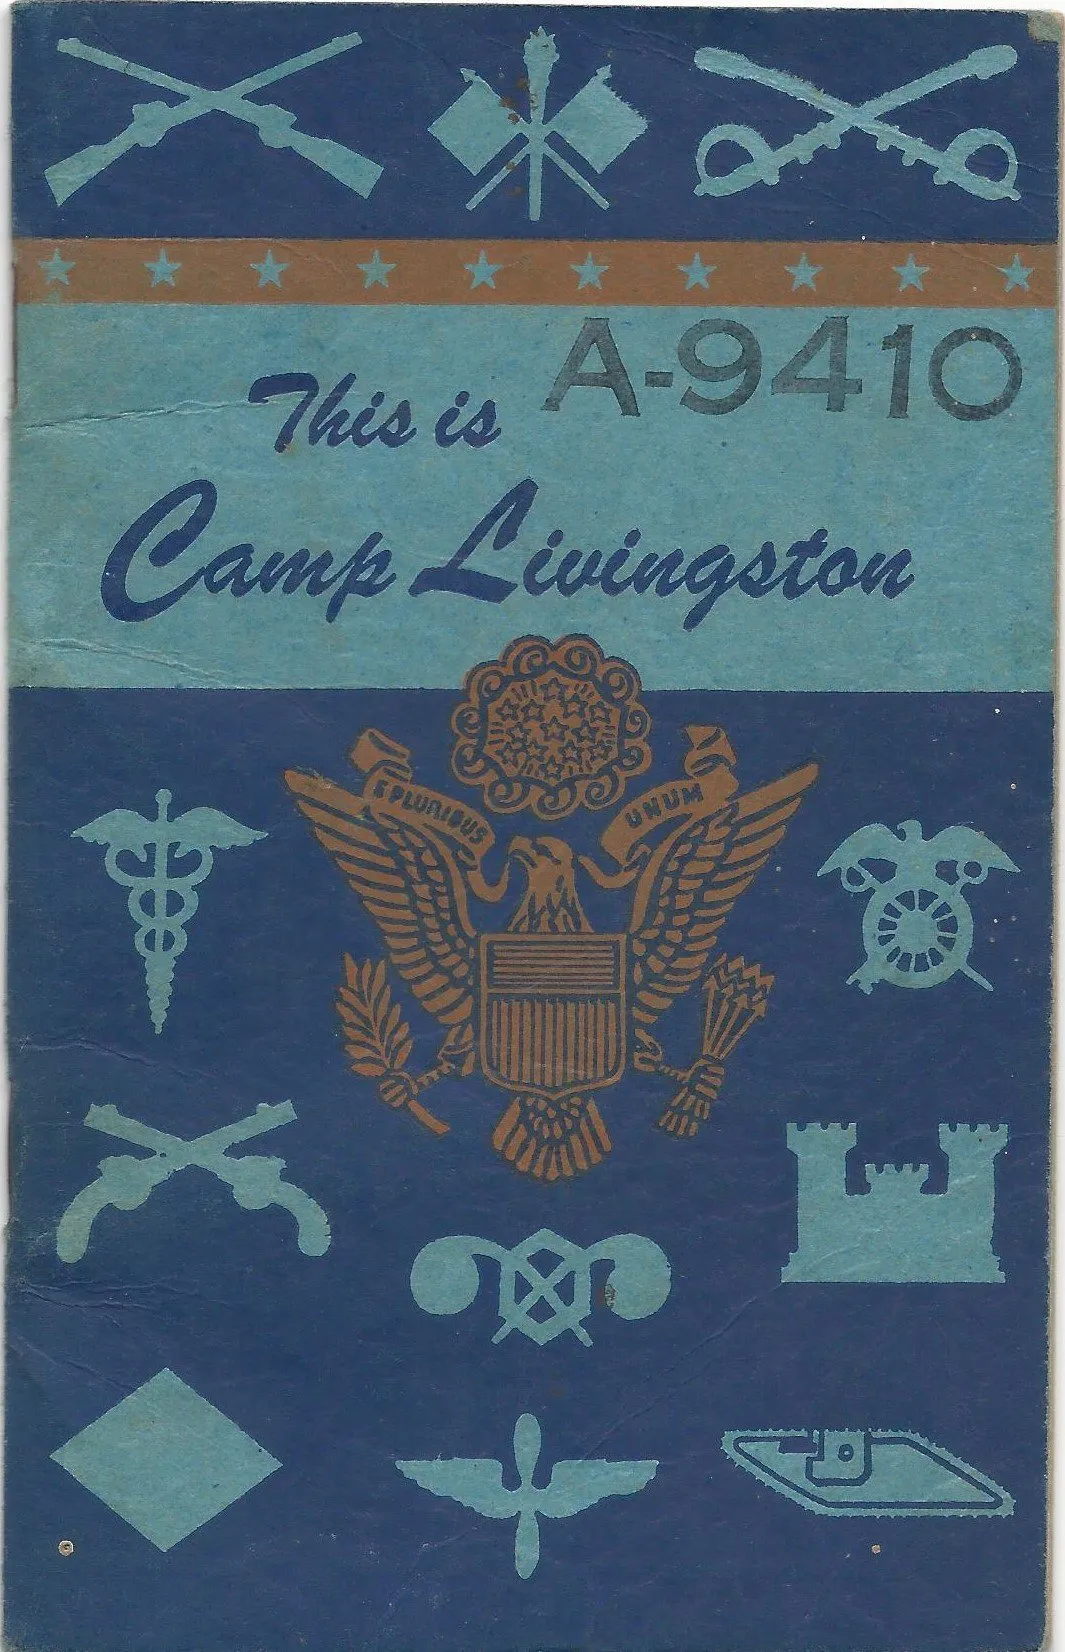 A-9410
This is
Camp Livingston
E PLURIBUS UNUM